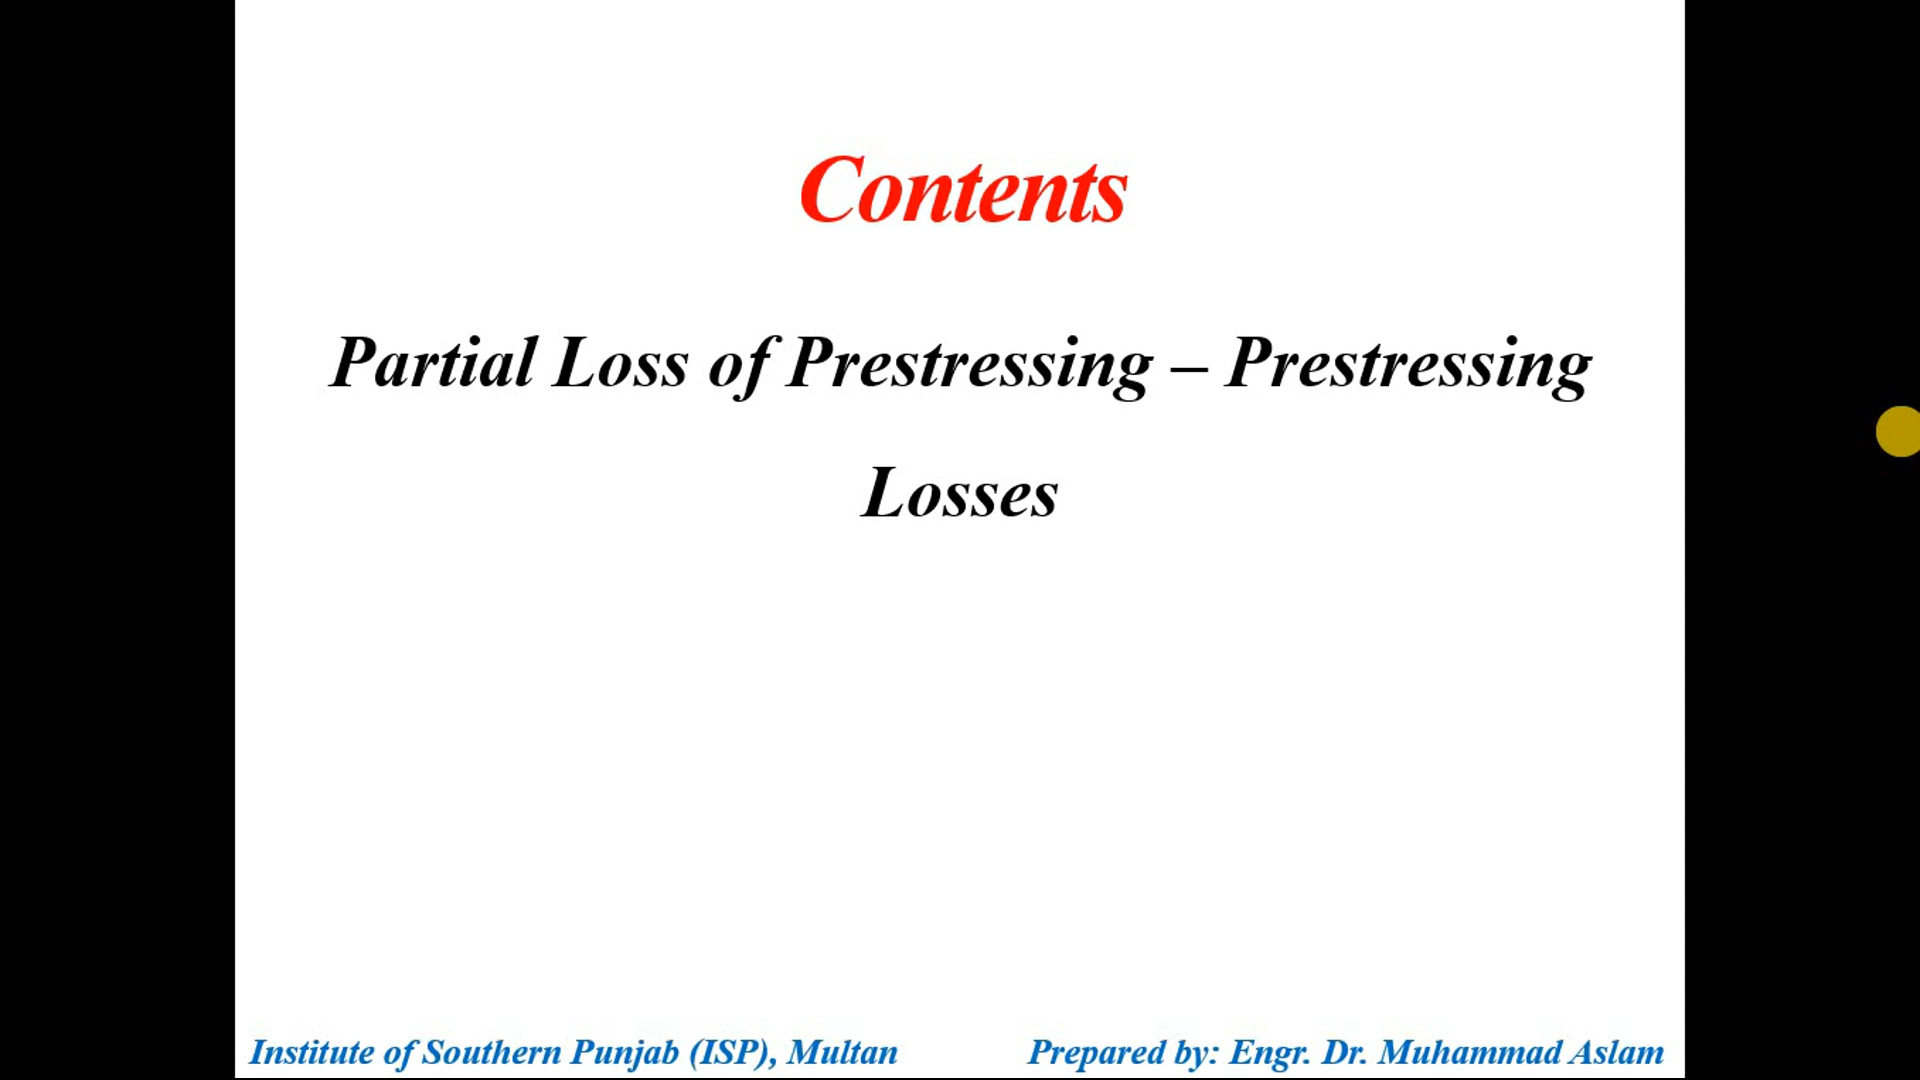 Contents
Partial Loss of Prestressing – Prestressing
Losses
Institute of Southern Punjab (ISP), Multan
Prepared by: Engr. Dr. Muhammad Aslam